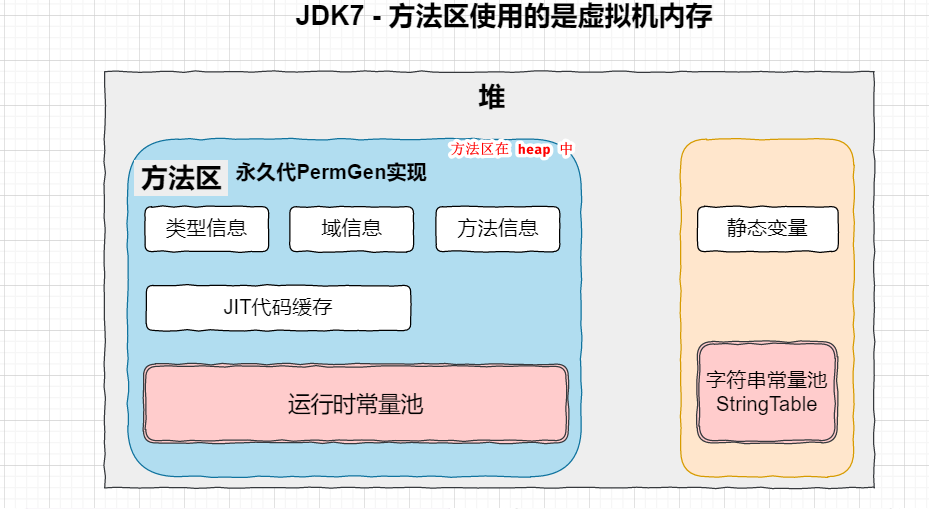 JDK7 - 方法区使用的是虚拟机内存
堆
方法区在 heap 中
方法区 永久代PermGen实现
类型信息 域信息 方法信息 静态变量
JIT代码缓存
运行时常量池
字符串常量池
StringTable